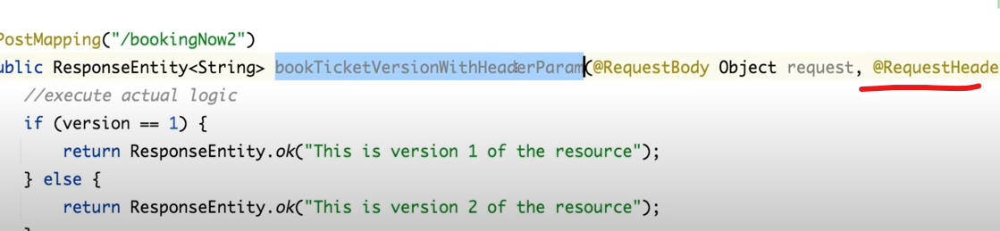 PostMapping("/bookingNow2")
ublic ResponseEntity<String> bookTicketVersionWithHeaderParam(@RequestBody Object request, @RequestHeade
//execute actual logic
if (version == 1) {
return ResponseEntity.ok("This is version 1 of the resource");
} else {
return ResponseEntity.ok("This is version 2 of the resource");